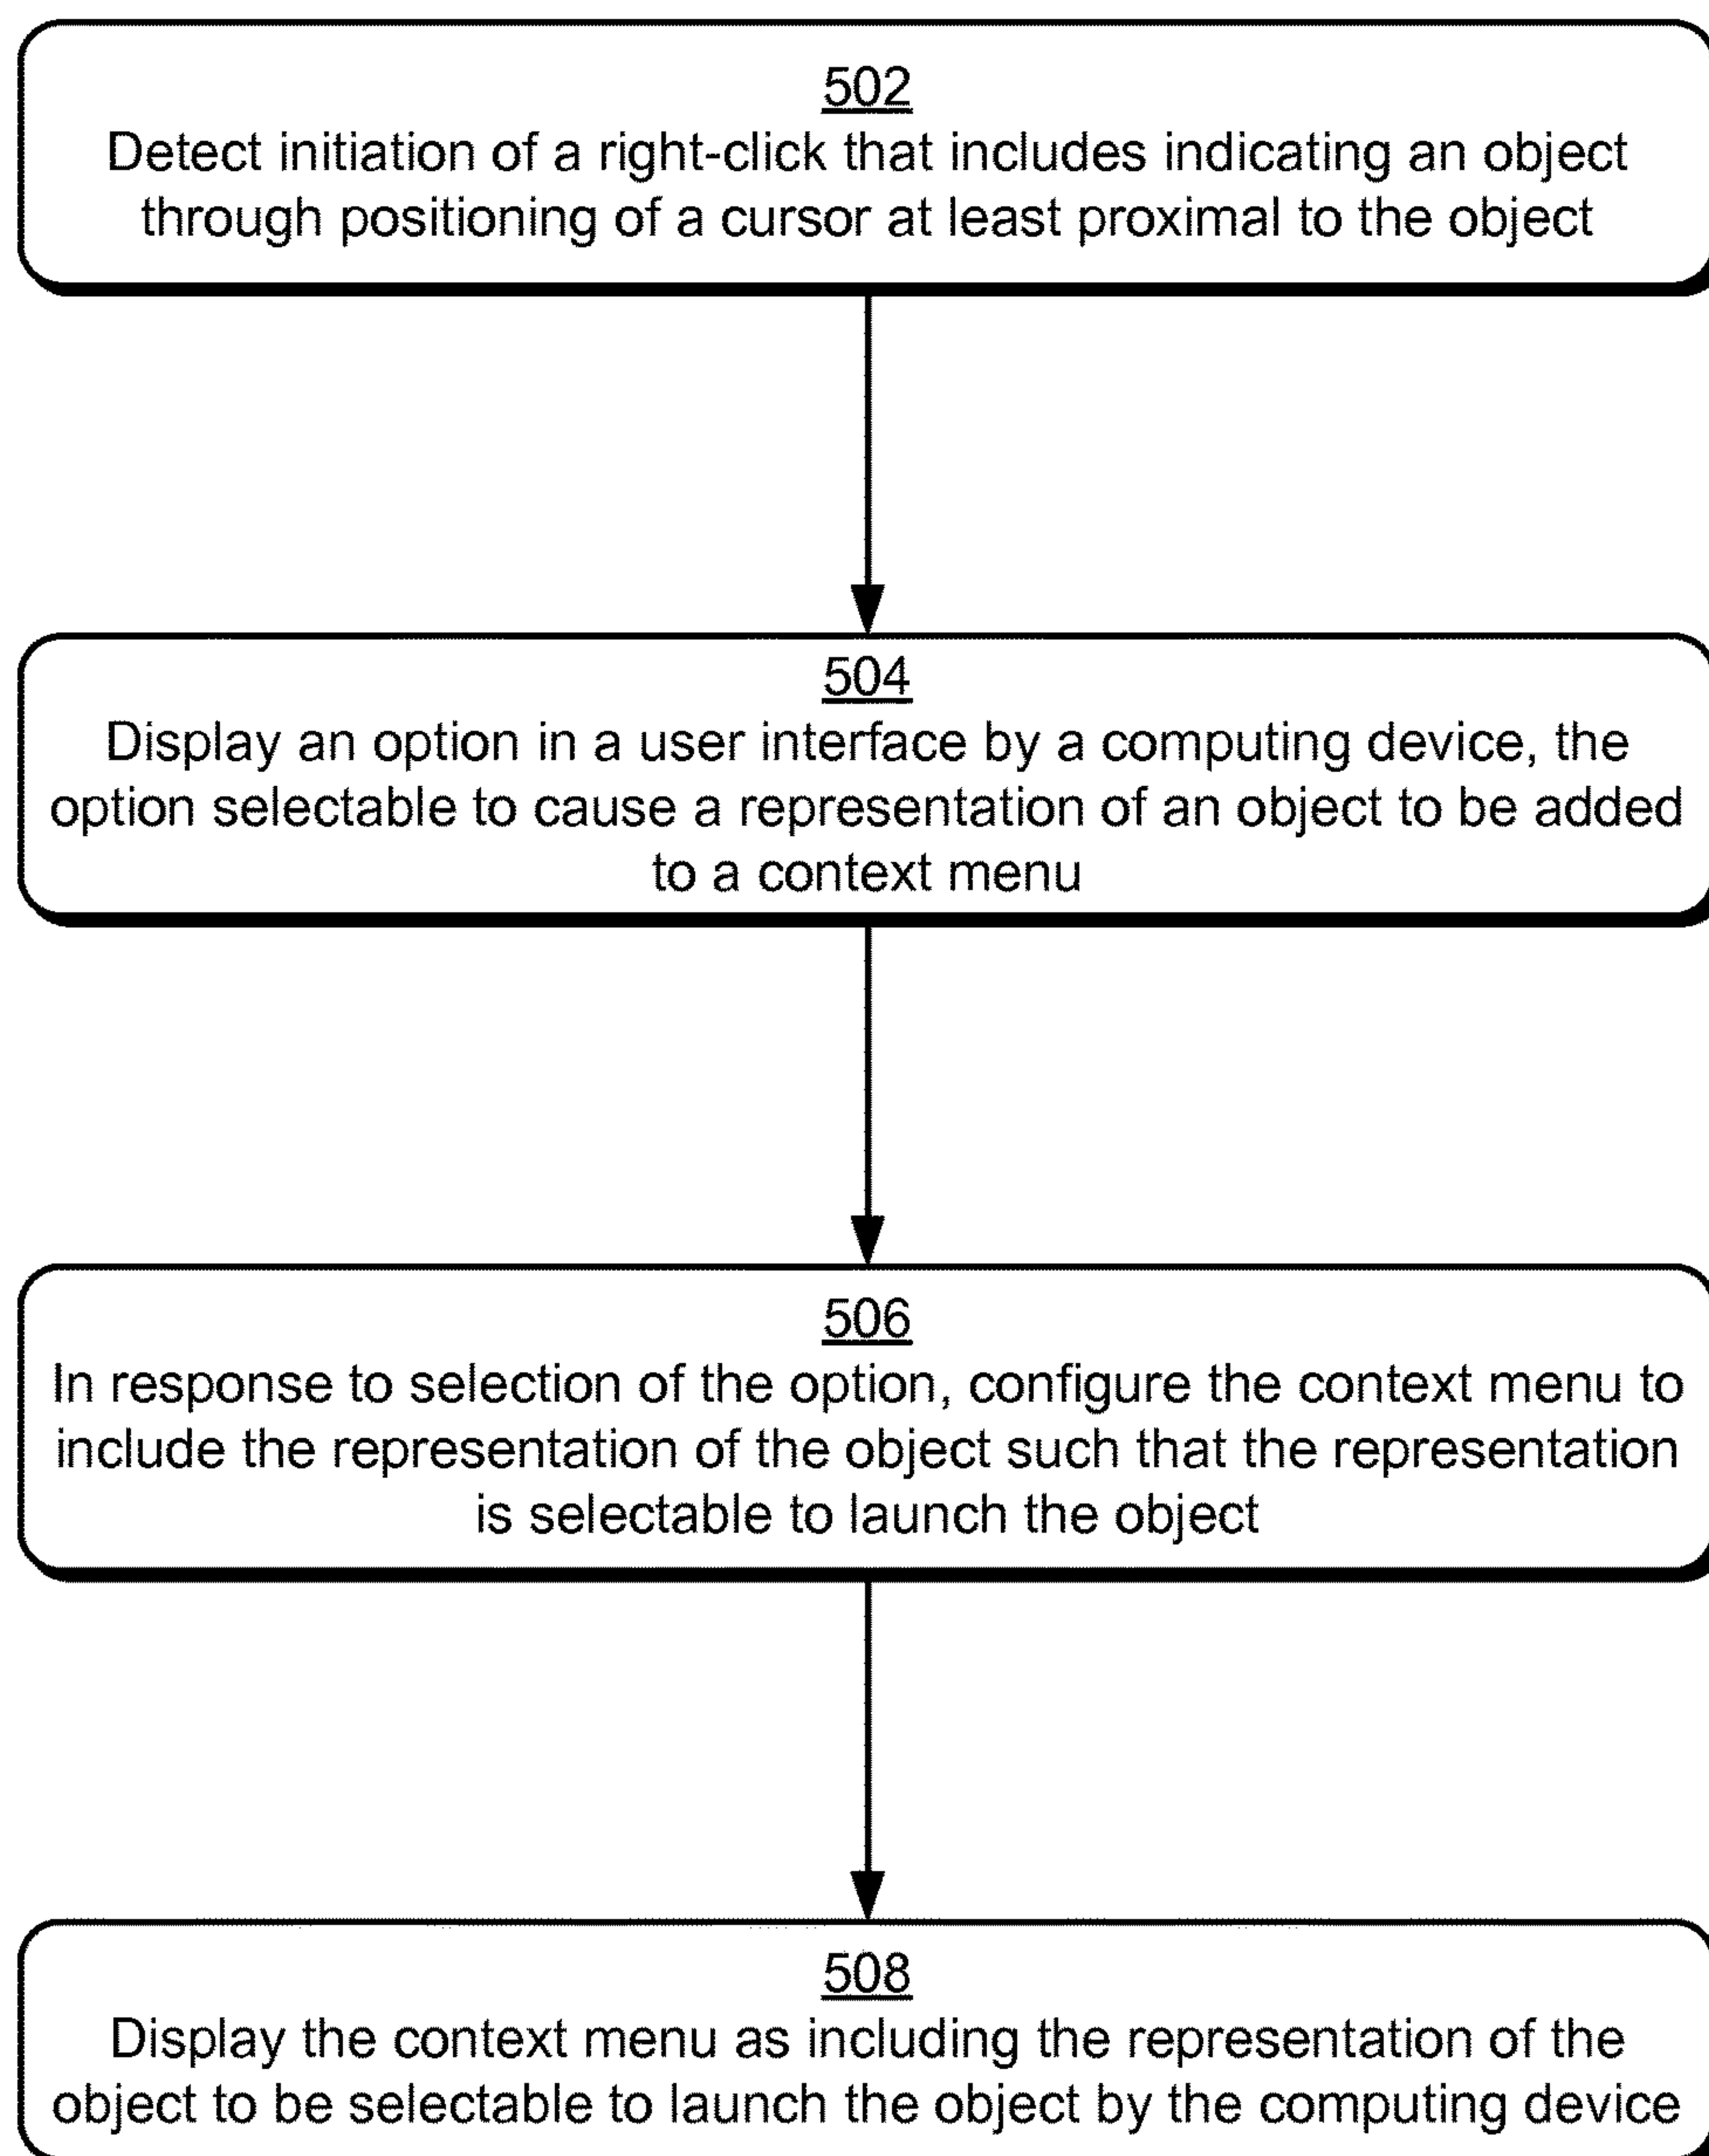 502
Detect initiation of a right-click that includes indicating an object
through positioning of a cursor at least proximal to the object
504
Display an option in a user interface by a computing device, the
option selectable to cause a representation of an object to be added
to a context menu
506
In response to selection of the option, configure the context menu to
include the representation of the object such that the representation
is selectable to launch the object
508
Display the context menu as including the representation of the
object to be selectable to launch the object by the computing device